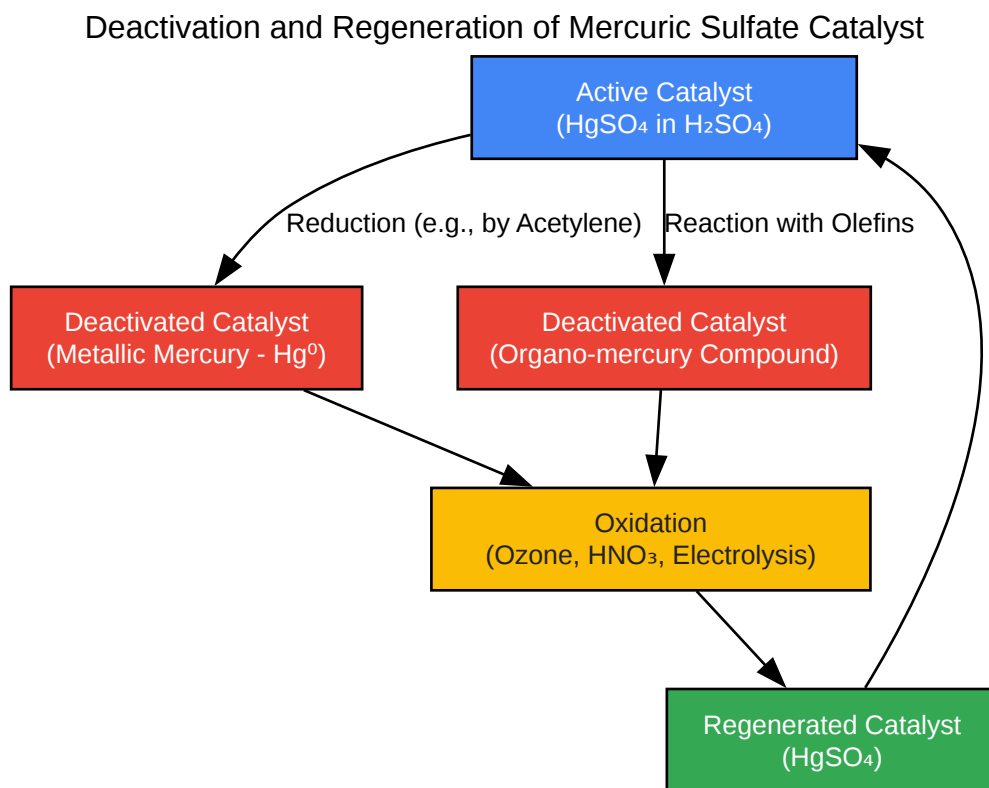 Deactivation and Regeneration of Mercuric Sulfate Catalyst
Active Catalyst
(HgSO₄ in H₂SO₄)
Reduction (e.g., by Acetylene)
Reaction with Olefins
Deactivated Catalyst
(Metallic Mercury - Hg⁰)
Deactivated Catalyst
(Organo-mercury Compound)
Oxidation
(Ozone, HNO₃, Electrolysis)
Regenerated Catalyst
(HgSO₄)